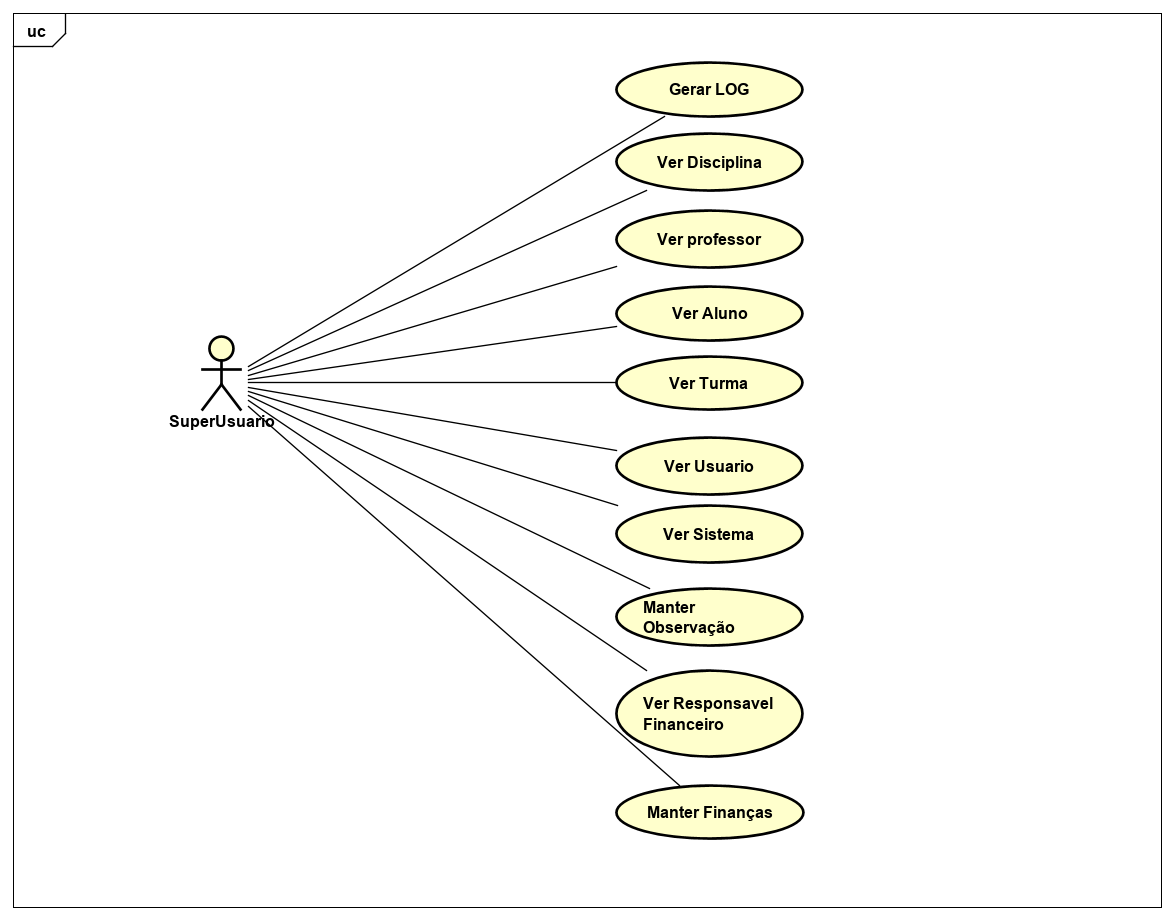 uc
Gerar LOG
Ver Disciplina
Ver professor
Ver Aluno
Ver Turma
SuperUsuario
Ver Usuario
Ver Sistema
Manter
Observação
Ver Responsavel
Financeiro
Manter Finanças